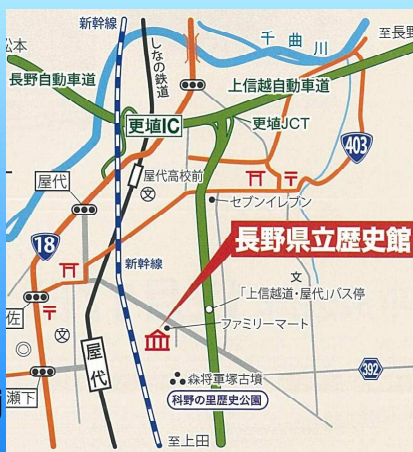 新幹線
しなの鉄道
千曲川
至長野
松本
長野自動車道
上信越自動車道
更埴IC
更埴JCT
403
屋代
屋代高校前
文
セブンイレブン
長野県立歴史館
18
新幹線
文
「上信越道・屋代」バス停
佐
ファミリーマート
文
屋代
392
瀬下
森将軍塚古墳
科野の里歴史公園
至上田